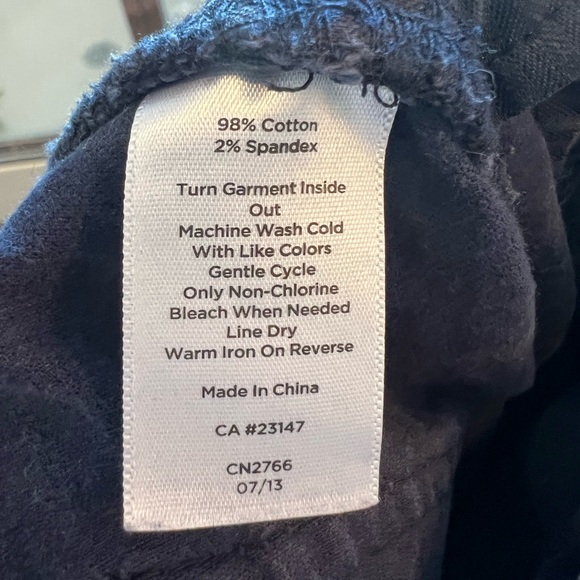 98% Cotton
2% Spandex
Turn Garment Inside
Out
Machine Wash Cold
With Like Colors
Gentle Cycle
Only Non-Chlorine
Bleach When Needed
Line Dry
Warm Iron On Reverse
Made In China
CA #23147
CN2766
07/13